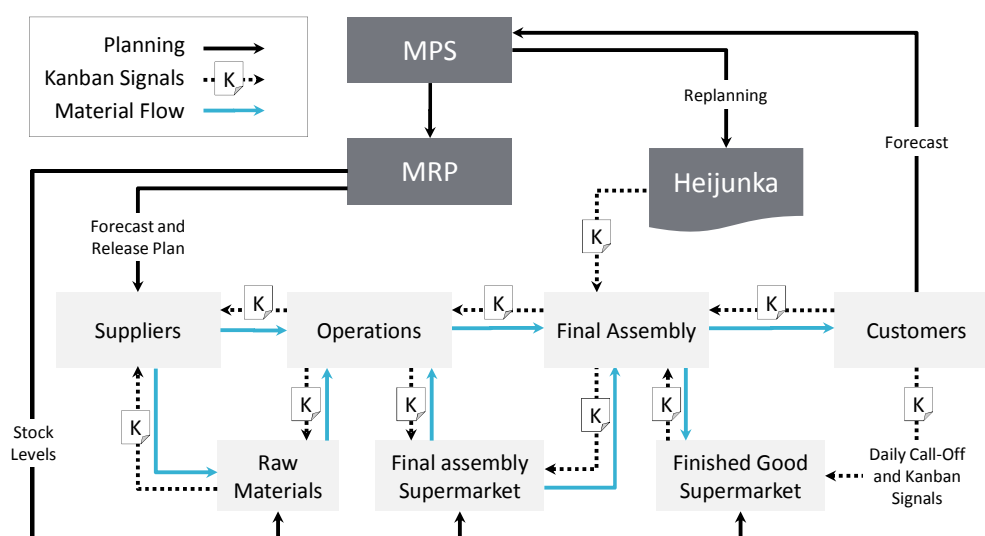 Planning
Kanban Signals
K
Material Flow
MPS
Replanning
Forecast
MRP
Heijunka
Forecast and
Release Plan
K
K
K
K
Suppliers
Operations
Final Assembly
Customers
K
K
K
K
K
K
Stock
Levels
Raw
Materials
Final assembly
Supermarket
Finished Good
Supermarket
Daily Call-Off
and Kanban
Signals